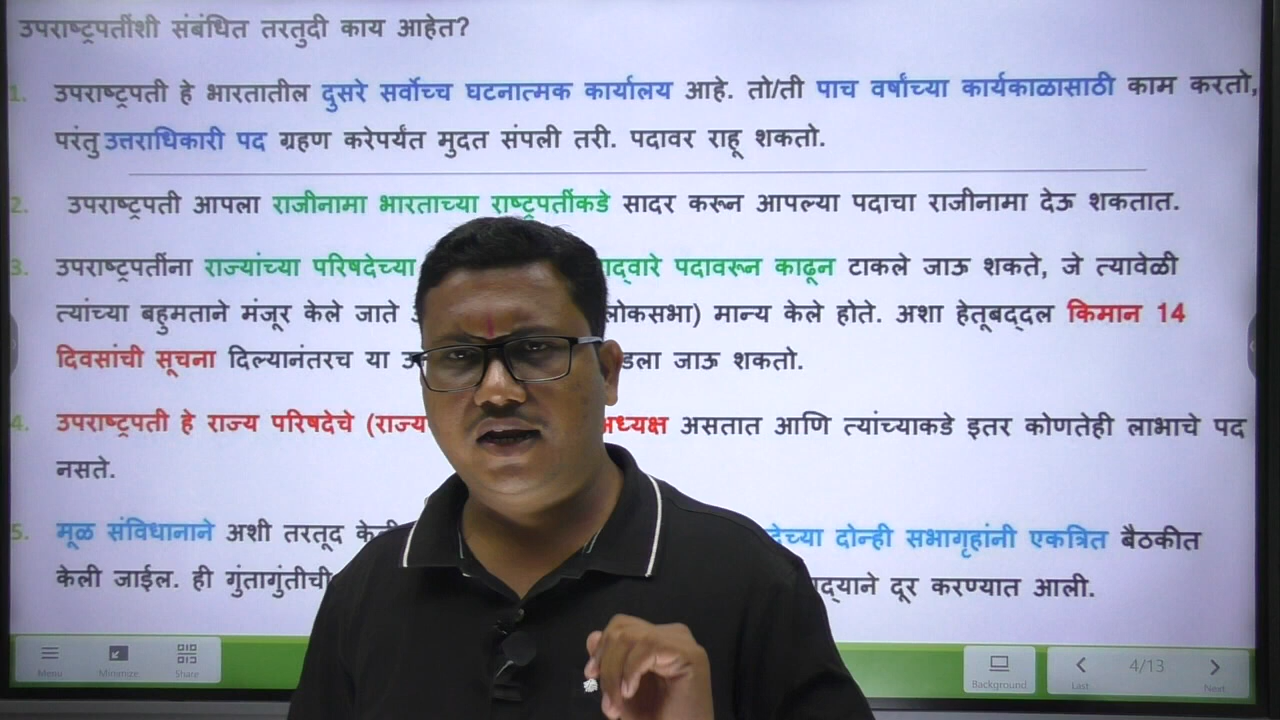 उपराष्ट्रपतींशी संबंधित तरतुदी काय आहेत?
1. उपराष्ट्रपती हे भारतातील दुसरे सर्वोच्च घटनात्मक कार्यालय आहे. तो/ती पाच वर्षांच्या कार्यकाळासाठी काम करतो,
परंतु उत्तराधिकारी पद ग्रहण करेपर्यंत मुदत संपली तरी. पदावर राहू शकतो.
2. उपराष्ट्रपती आपला राजीनामा भारताच्या राष्ट्रपतींकडे सादर करून आपल्या पदाचा राजीनामा देऊ शकतात.
3. उपराष्ट्रपतींना राज्यांच्या परिषदेच्या पदावरून काढून टाकले जाऊ शकते, जे त्यावेळी
त्यांच्या बहुमताने मंजूर केले जाते लोकसभा) मान्य केले होते. अशा हेतूबद्दल किमान 14
दिवसांची सूचना दिल्यानंतरच या जाऊ शकतो.
4. उपराष्ट्रपती हे राज्य परिषदेचे (राज्य अध्यक्ष असतात आणि त्यांच्याकडे इतर कोणतेही लाभाचे पद
नसते.
5. मूळ संविधानाने अशी तरतूद दोन्ही सभागृहांनी एकत्रित बैठकीत
केली जाईल. ही गुंतागुंतीची दूर करण्यात आली.
Menu Minimize Share Background Last 4/13 Next